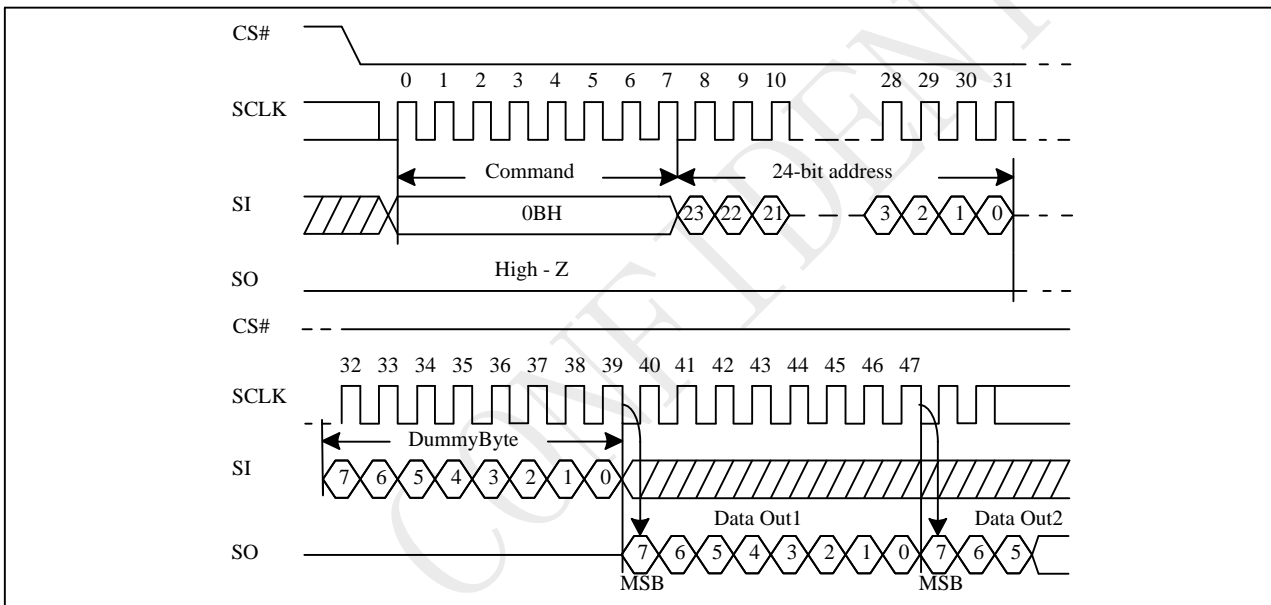 CS#
0 1 2 3 4 5 6 7 8 9 10 28 29 30 31
SCLK
Command 24-bit address
SI 0BH 23 22 21 3 2 1 0
High - Z
SO
CS#
32 33 34 35 36 37 38 39 40 41 42 43 44 45 46 47
SCLK
DummyByte
SI 7 6 5 4 3 2 1 0
Data Out1 Data Out2
SO 7 6 5 4 3 2 1 0 7 6 5
MSB MSB
CONFIDENT